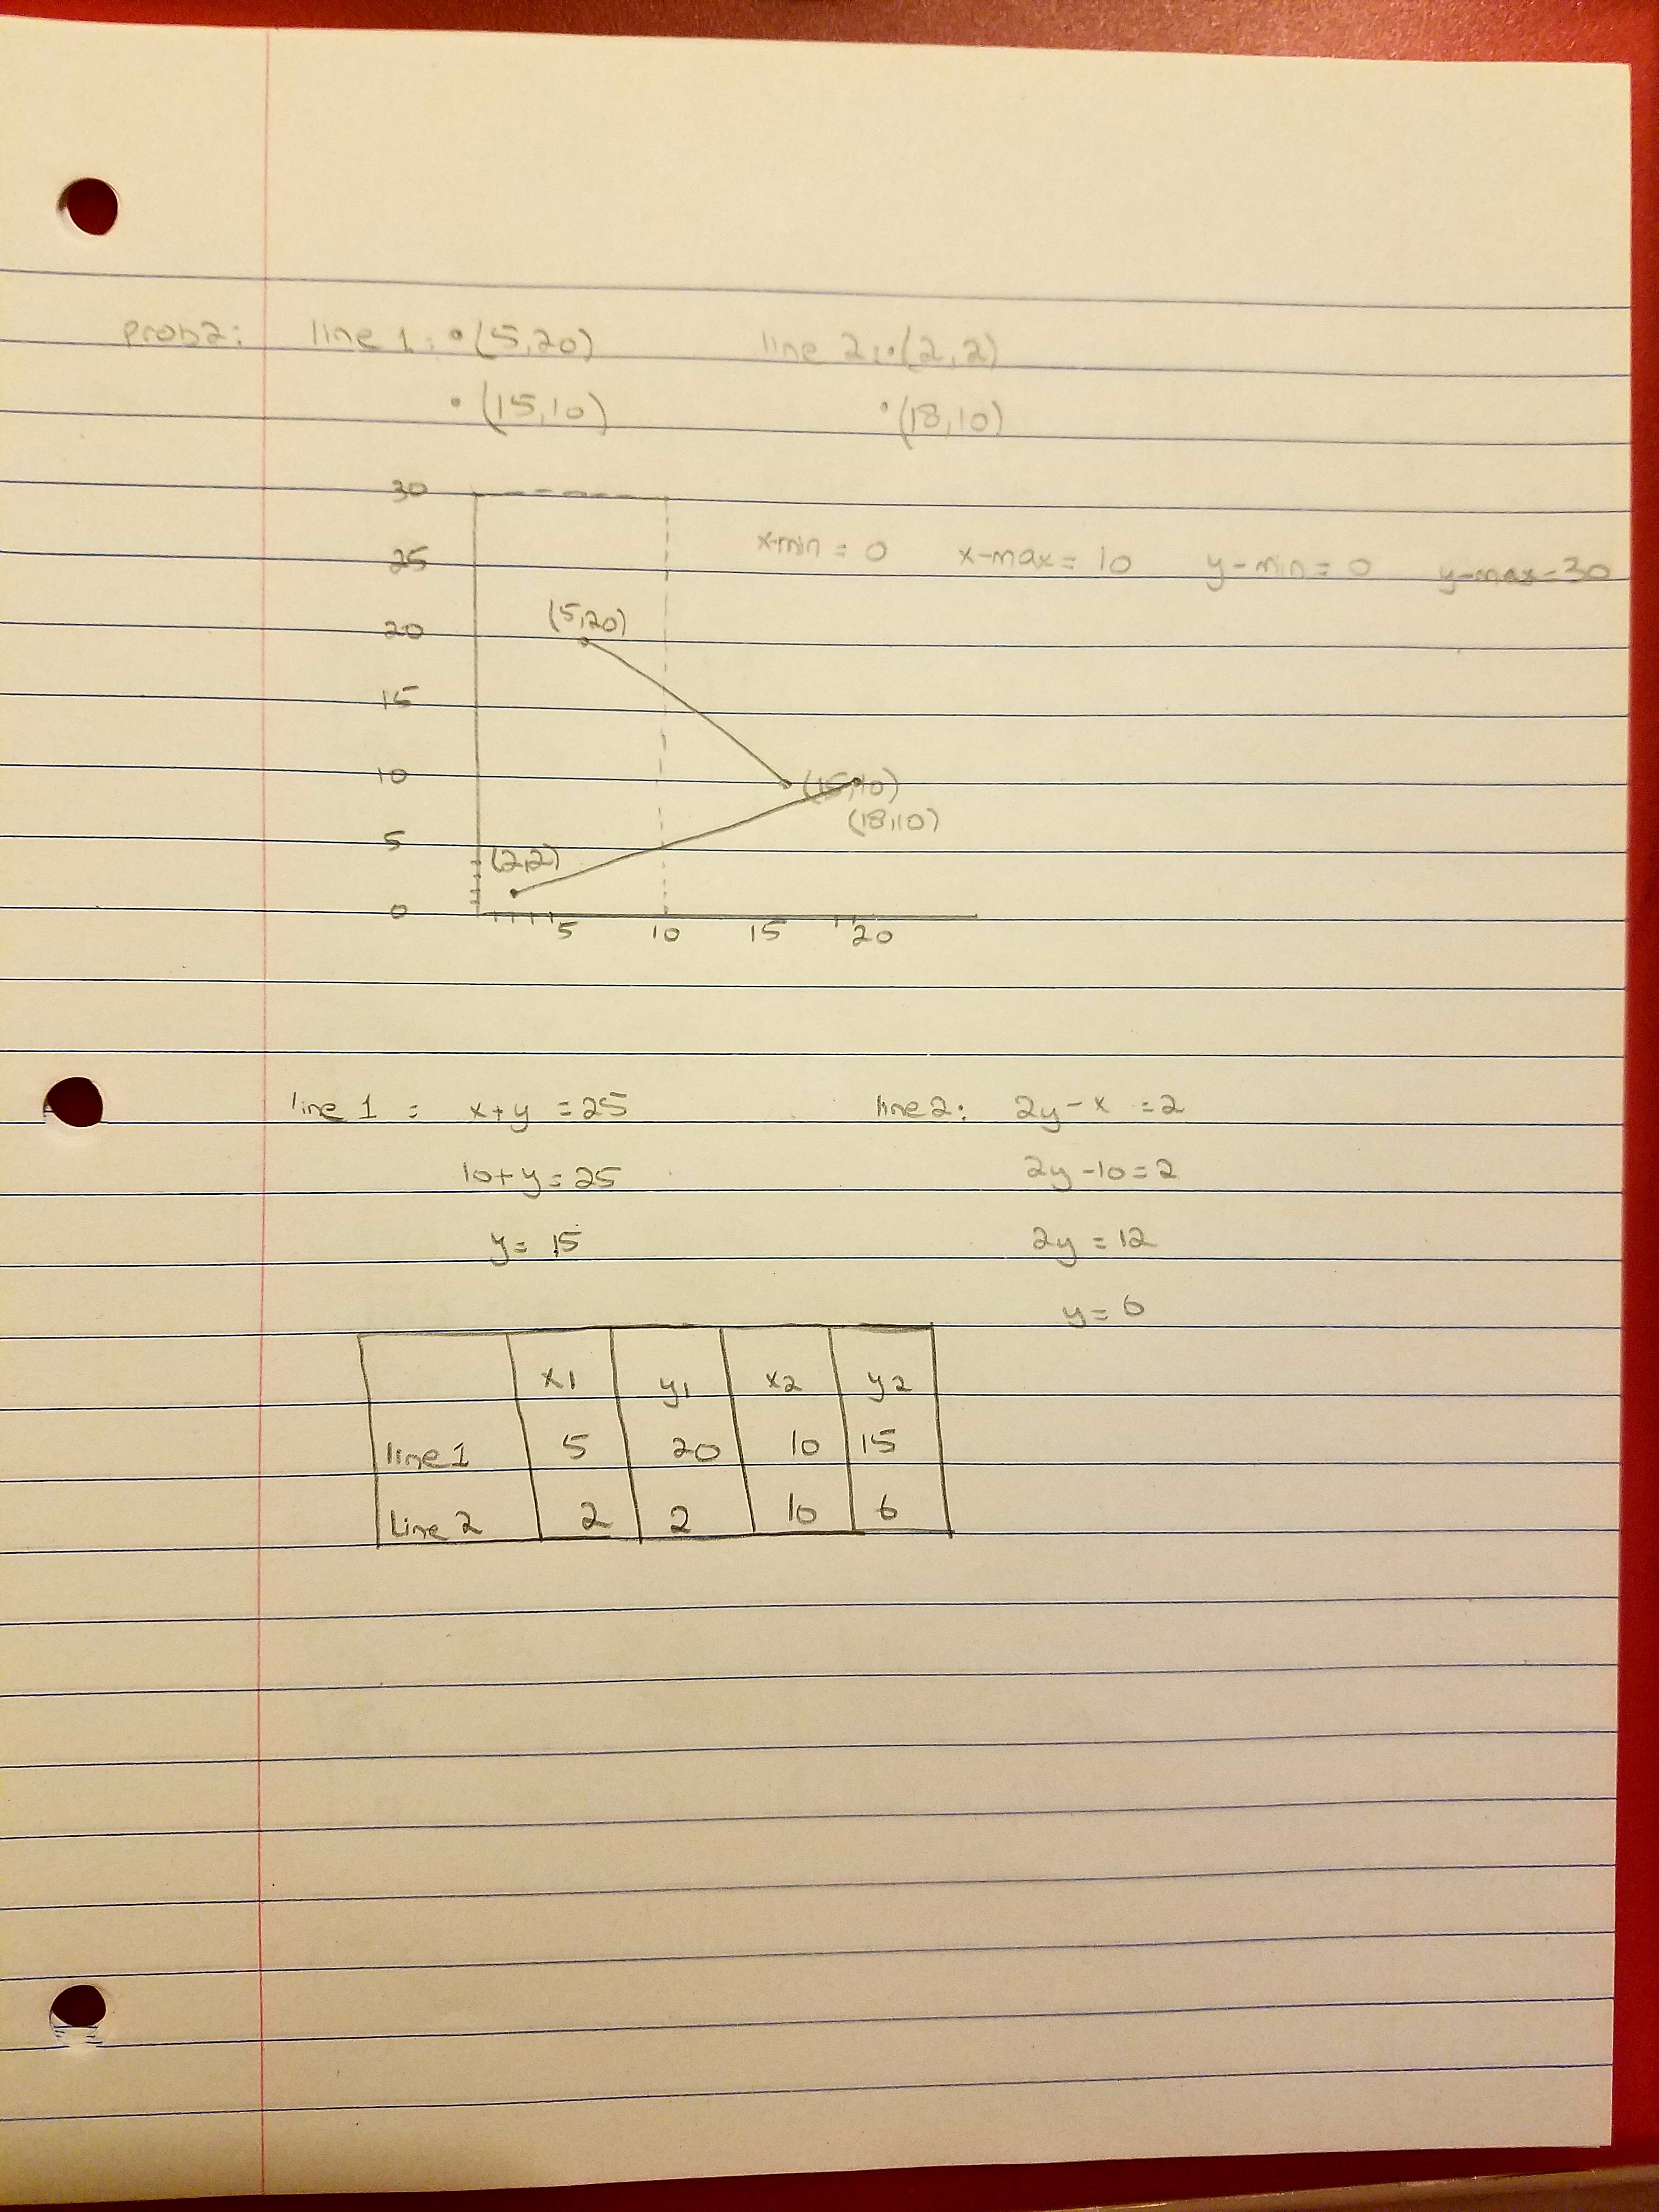 prob2: line 1: • (5,20) line 2: • (2,2)
• (15,10) • (18,10)
30
x-min = 0 x-max = 10 y-min = 0 y-max = 30
25
(5,20)
20
15
10 (15,10)
(18,10)
5
(2,2)
0
5 10 15 20
line 1 : x+y = 25 line 2: 2y - x = 2
10+y = 25 2y - 10 = 2
y = 15 2y = 12
y = 6
x1 y1 x2 y2
line 1 5 20 10 15
Line 2 2 2 10 6